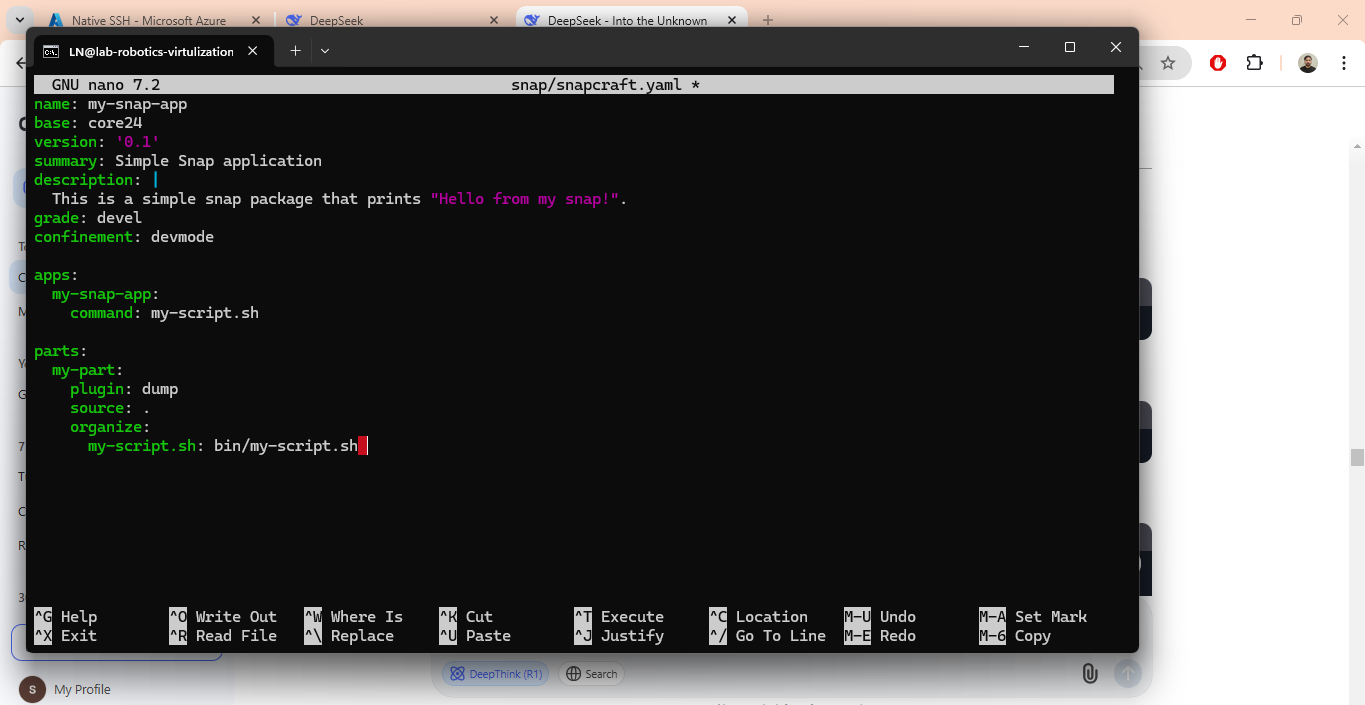 Native SSH - Microsoft Azure
DeepSeek
DeepSeek - Into the Unknown
LN@lab-robotics-virtulization
GNU nano 7.2 snap/snapcraft.yaml *
name: my-snap-app
base: core24
version: '0.1'
summary: Simple Snap application
description: |
  This is a simple snap package that prints "Hello from my snap!".
grade: devel
confinement: devmode
apps:
  my-snap-app:
    command: my-script.sh
parts:
  my-part:
    plugin: dump
    source: .
    organize:
      my-script.sh: bin/my-script.sh
^G Help ^O Write Out ^W Where Is ^K Cut ^T Execute ^C Location M-U Undo M-A Set Mark
^X Exit ^R Read File ^\ Replace ^U Paste ^J Justify ^/ Go To Line M-E Redo M-6 Copy
DeepThink (R1) Search
S My Profile